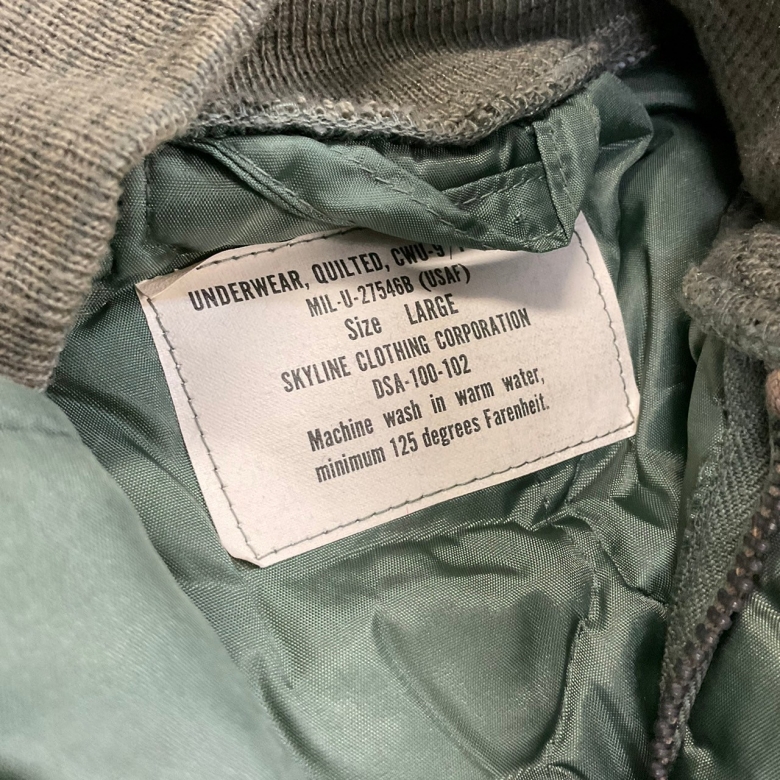 UNDERWEAR, QUILTED, CWU-9/
MIL-U-27546B (USAF)
Size LARGE
SKYLINE CLOTHING CORPORATION
DSA-100-102
Machine wash in warm water,
minimum 125 degrees Farenheit.